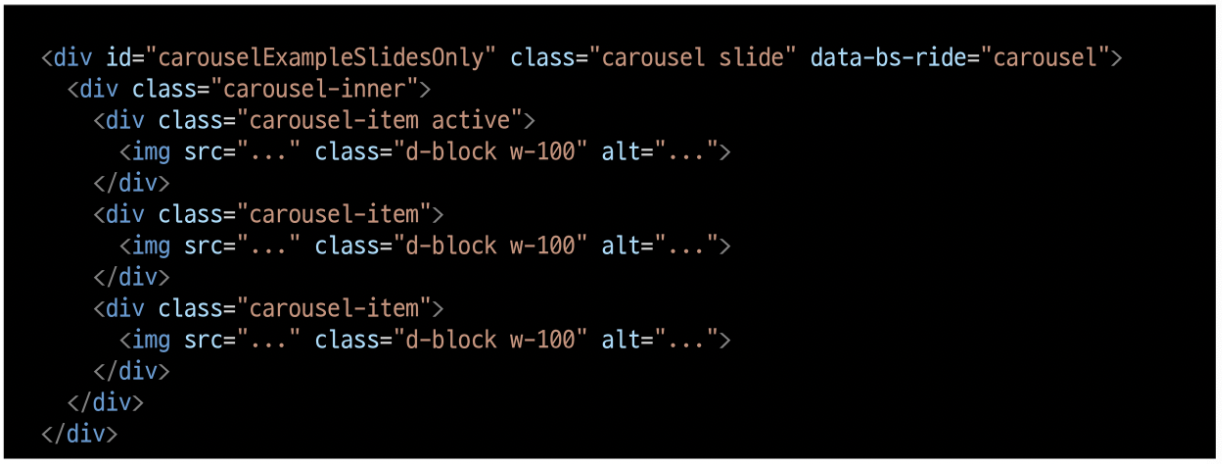 <div id="carouselExampleSlidesOnly" class="carousel slide" data-bs-ride="carousel">
  <div class="carousel-inner">
    <div class="carousel-item active">
      <img src="..." class="d-block w-100" alt="...">
    </div>
    <div class="carousel-item">
      <img src="..." class="d-block w-100" alt="...">
    </div>
    <div class="carousel-item">
      <img src="..." class="d-block w-100" alt="...">
    </div>
  </div>
</div>